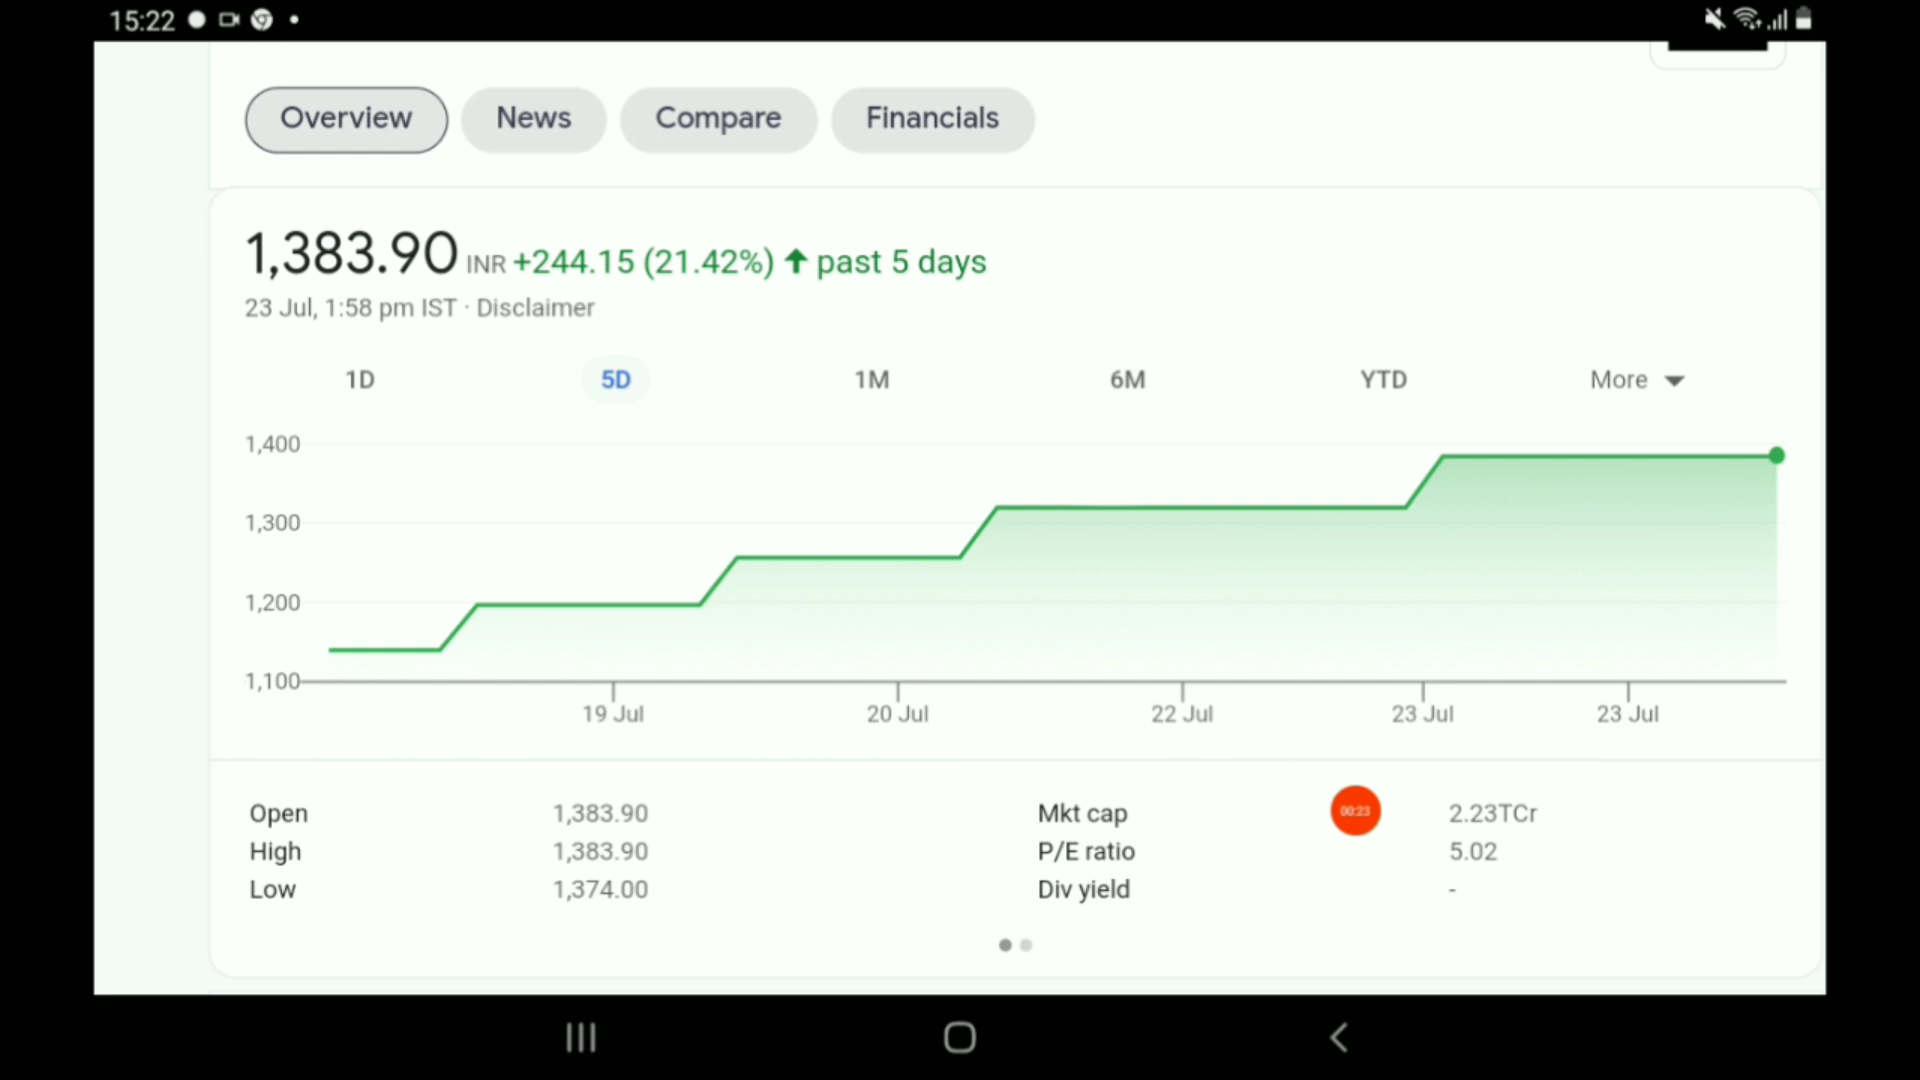 15:22
Overview News Compare Financials
1,383.90 INR +244.15 (21.42%) past 5 days
23 Jul, 1:58 pm IST · Disclaimer
1D 5D 1M 6M YTD More
1,400
1,300
1,200
1,100
19 Jul 20 Jul 22 Jul 23 Jul 23 Jul
Open 1,383.90 Mkt cap 2.23TCr
00:23
High 1,383.90 P/E ratio 5.02
Low 1,374.00 Div yield -